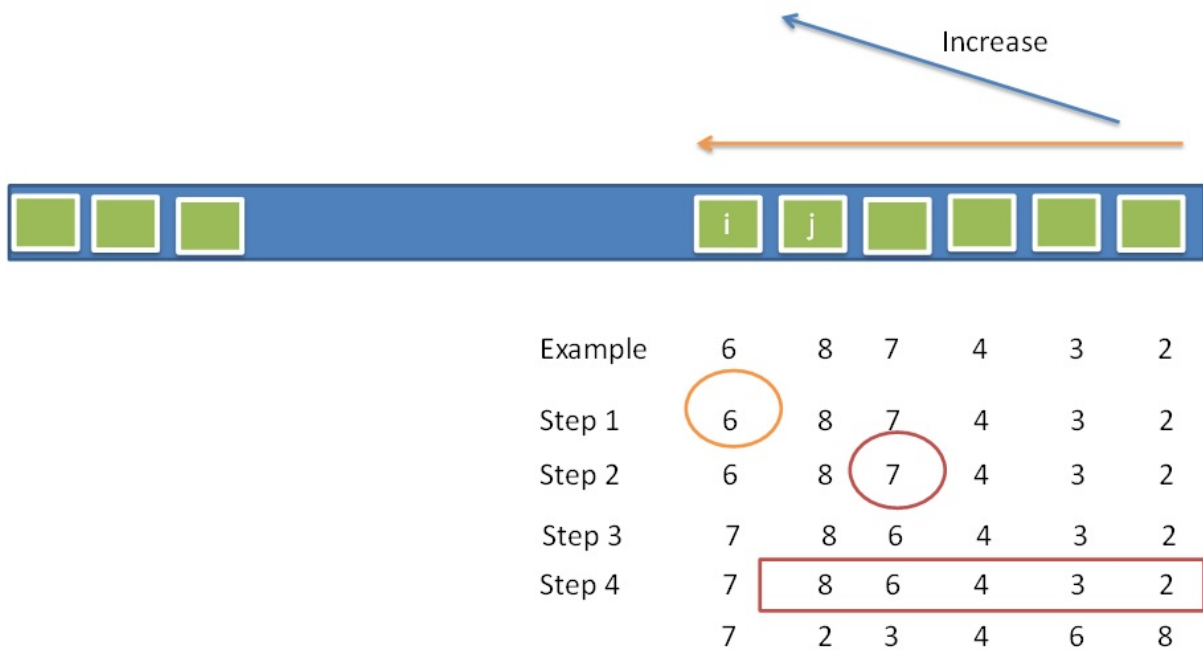 Increase
i j
Example 6 8 7 4 3 2
Step 1 6 8 7 4 3 2
Step 2 6 8 7 4 3 2
Step 3 7 8 6 4 3 2
Step 4 7 8 6 4 3 2
7 2 3 4 6 8